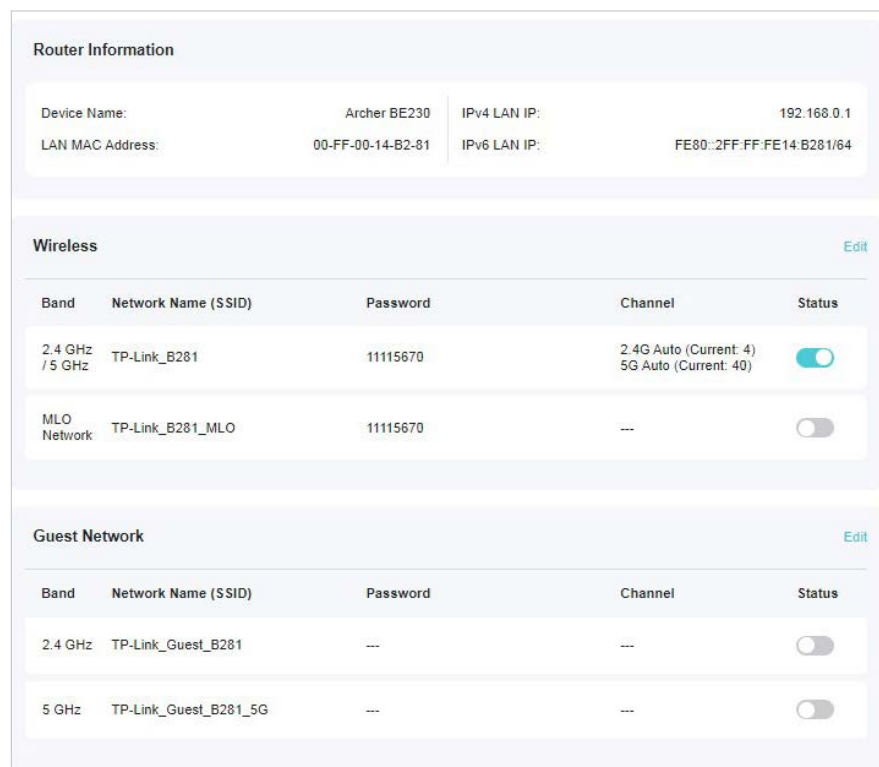 Router Information
Device Name: Archer BE230 IPv4 LAN IP: 192.168.0.1
LAN MAC Address: 00-FF-00-14-B2-81 IPv6 LAN IP: FE80::2FF:FF:FE14:B281/64
Wireless Edit
Band Network Name (SSID) Password Channel Status
2.4 GHz
/ 5 GHz
TP-Link_B281 11115670
2.4G Auto (Current: 4)
5G Auto (Current: 40)
MLO
Network
TP-Link_B281_MLO 11115670 ---
Guest Network Edit
Band Network Name (SSID) Password Channel Status
2.4 GHz TP-Link_Guest_B281 --- ---
5 GHz TP-Link_Guest_B281_5G --- ---